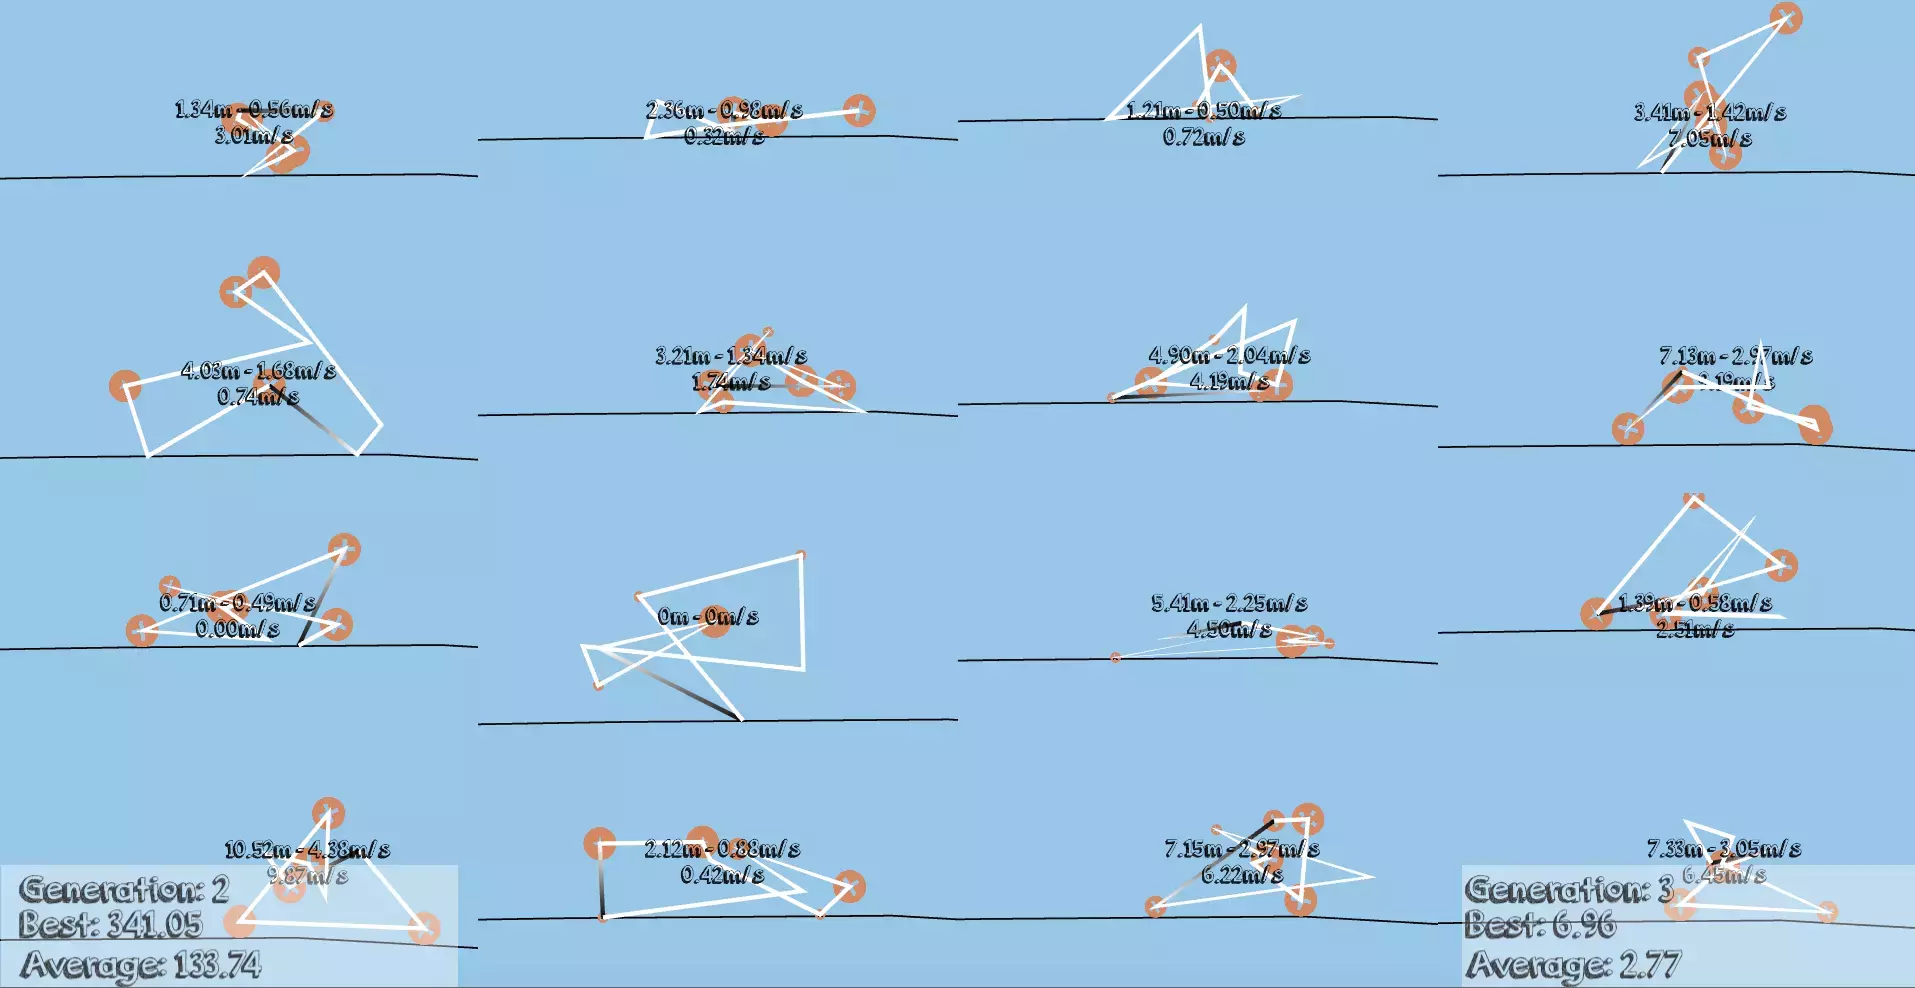 1.34m - 0.56m/s
3.01m/s
2.36m - 0.98m/s
0.32m/s
1.21m - 0.50m/s
0.72m/s
3.41m - 1.42m/s
7.05m/s
4.03m - 1.68m/s
0.74m/s
3.21m - 1.34m/s
1.74m/s
4.90m - 2.04m/s
4.19m/s
7.13m - 2.97m/s
0.71m - 0.49m/s
0.00m/s
0m - 0m/s
5.41m - 2.25m/s
4.50m/s
1.39m - 0.58m/s
2.51m/s
10.52m - 4.38m/s
9.87m/s
2.12m - 0.88m/s
0.42m/s
7.15m - 2.97m/s
6.22m/s
7.33m - 3.05m/s
6.45m/s
Generation: 2
Best: 341.05
Average: 133.74
Generation: 3
Best: 6.96
Average: 2.77